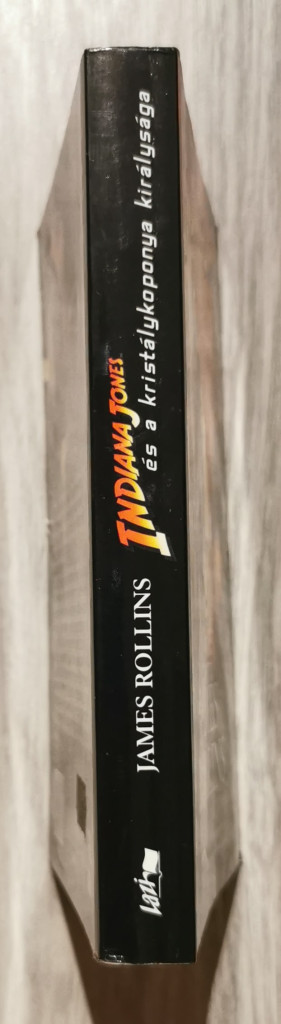 JAMES ROLLINS
INDIANA JONES
és a kristálykoponya királysága